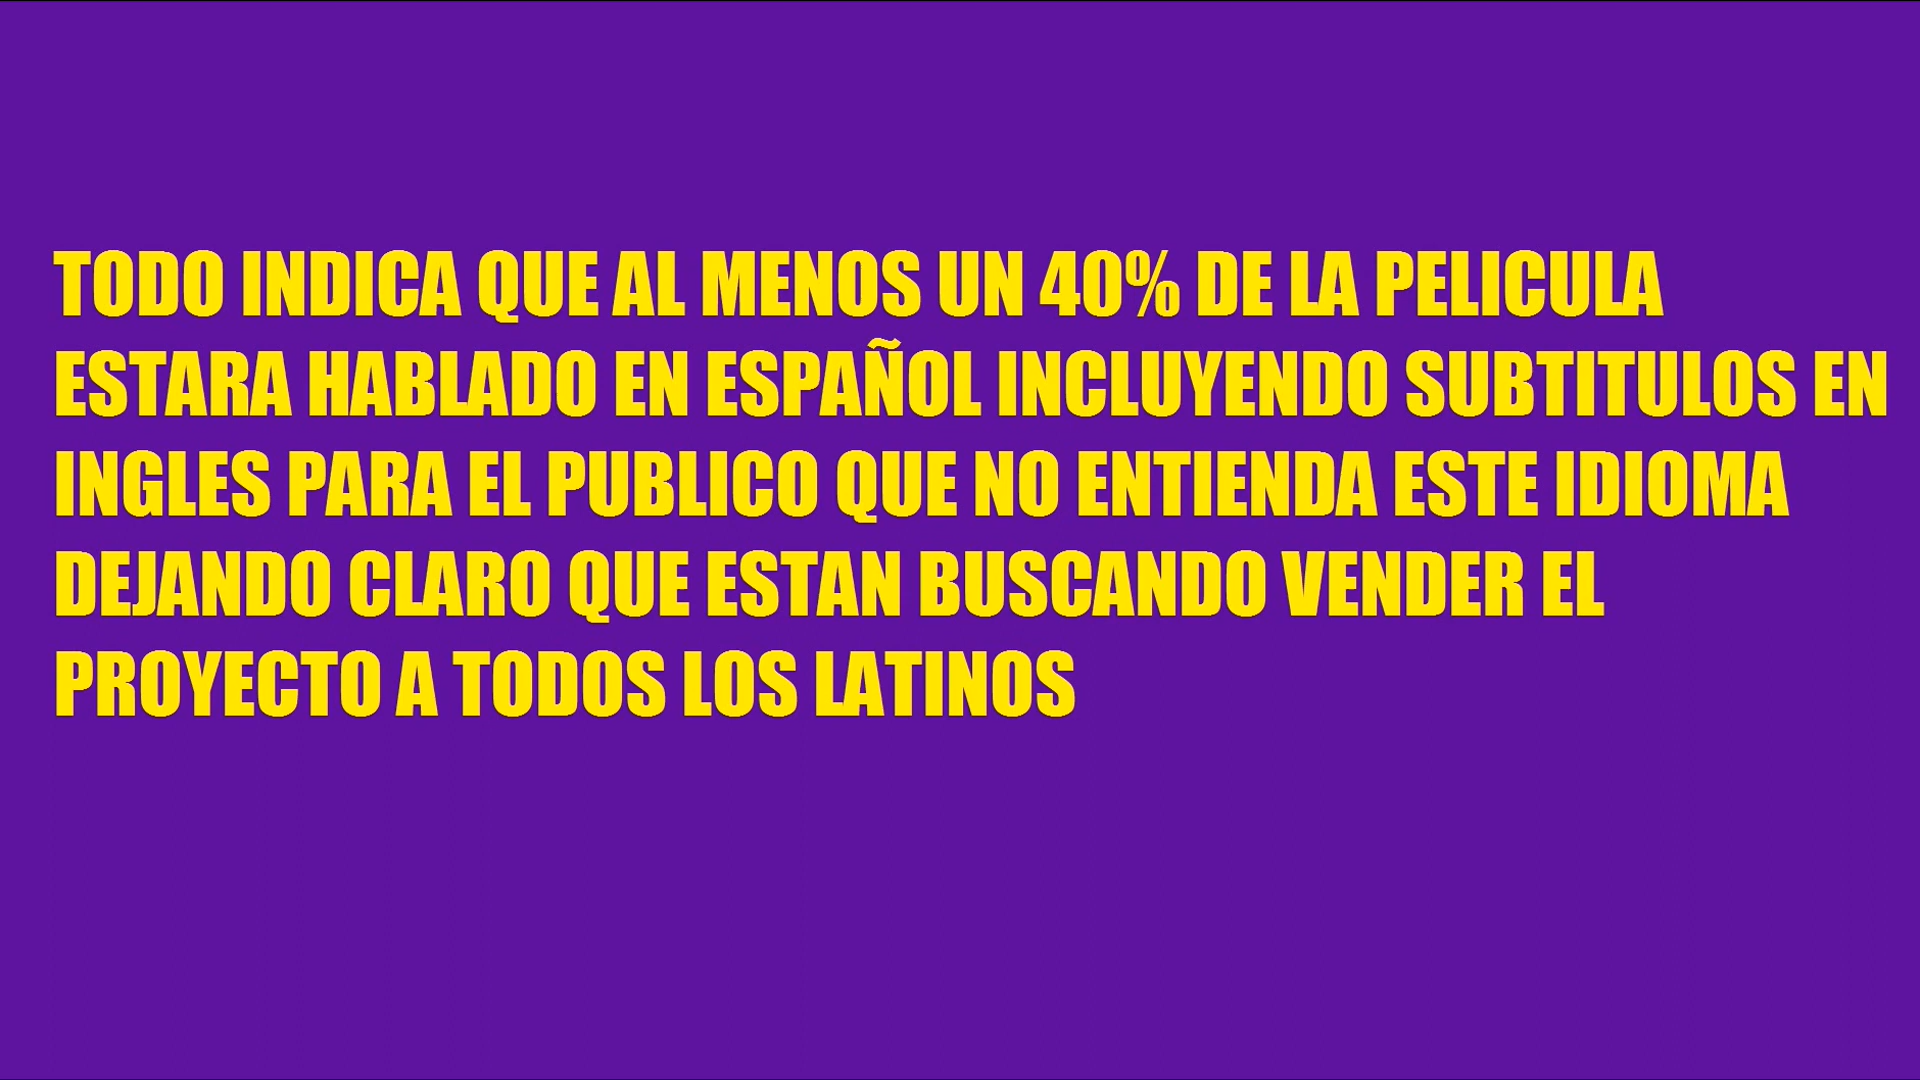 TODO INDICA QUE AL MENOS UN 40% DE LA PELICULA
ESTARA HABLADO EN ESPAÑOL INCLUYENDO SUBTITULOS EN
INGLES PARA EL PUBLICO QUE NO ENTIENDA ESTE IDIOMA
DEJANDO CLARO QUE ESTAN BUSCANDO VENDER EL
PROYECTO A TODOS LOS LATINOS